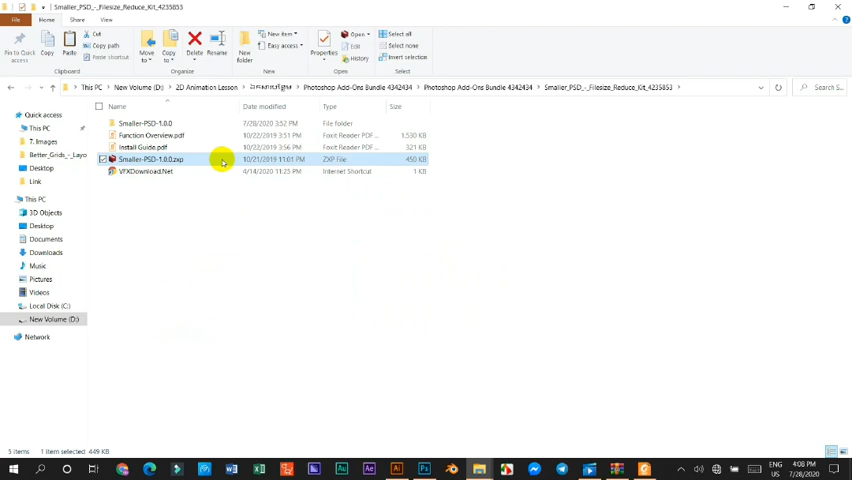 Smaller_PSD_-_Filesize_Reduce_Kit_4235853
File Home Share View
Pin to Quick access Copy Paste Cut Copy path Paste shortcut Move to Copy to Delete Rename New folder New item Easy access Properties Open Edit History Select all Select none Invert selection
Clipboard Organize New Open Select
This PC > New Volume (D:) > 2D Animation Lesson > > Photoshop Add-Ons Bundle 4342434 > Photoshop Add-Ons Bundle 4342434 > Smaller_PSD_-_Filesize_Reduce_Kit_4235853 > Search S...
Name Date modified Type Size
Quick access
This PC
7. Images
Better_Grids_-_Layo
Desktop
Link
This PC
3D Objects
Desktop
Documents
Downloads
Music
Pictures
Videos
Local Disk (C:)
New Volume (D:)
Network
Smaller-PSD-1.0.0 7/28/2020 3:52 PM File folder
Function Overview.pdf 10/22/2019 3:51 PM Foxit Reader PDF ... 1,530 KB
Install Guide.pdf 10/22/2019 3:56 PM Foxit Reader PDF ... 321 KB
Smaller-PSD-1.0.0.zxp 10/21/2019 11:01 PM ZXP File 450 KB
VFXDownload.Net 4/14/2020 11:25 PM Internet Shortcut 1 KB
5 items 1 item selected 449 KB
ENG 4:08 PM
US 7/28/2020